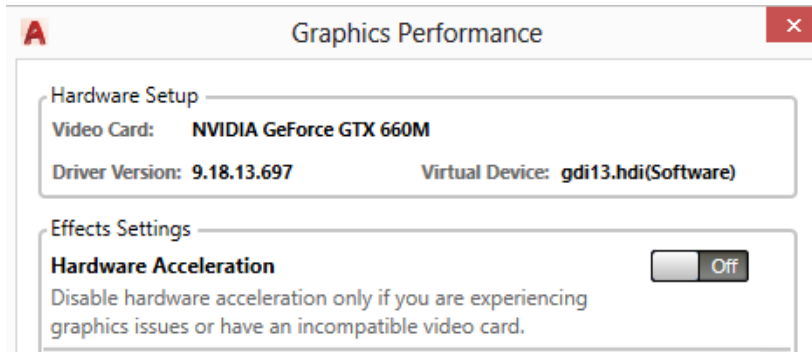 Graphics Performance
Hardware Setup
Video Card: NVIDIA GeForce GTX 660M
Driver Version: 9.18.13.697 Virtual Device: gdi13.hdi(Software)
Effects Settings
Hardware Acceleration Off
Disable hardware acceleration only if you are experiencing
graphics issues or have an incompatible video card.